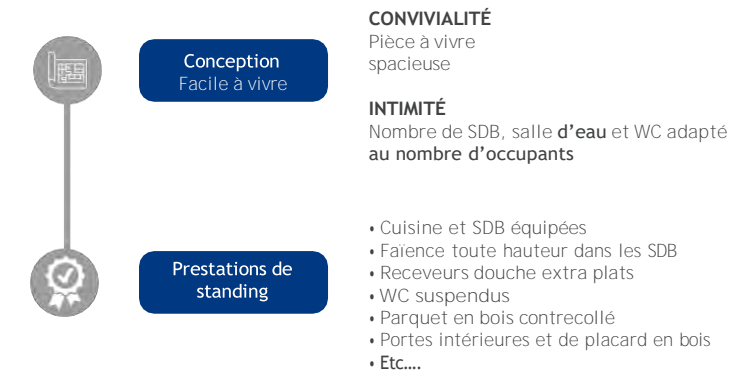 Conception
Facile à vivre
CONVIVIALITÉ
Pièce à vivre
spacieuse
INTIMITÉ
Nombre de SDB, salle d’eau et WC adapté
au nombre d’occupants
Prestations de
standing
• Cuisine et SDB équipées
• Faïence toute hauteur dans les SDB
• Receveurs douche extra plats
• WC suspendus
• Parquet en bois contrecollé
• Portes intérieures et de placard en bois
• Etc….